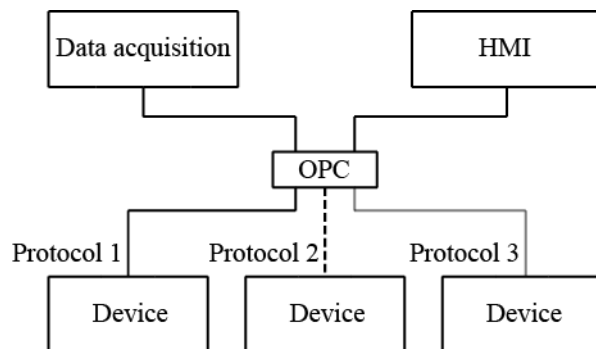 Data acquisition
HMI
OPC
Protocol 1
Protocol 2
Protocol 3
Device
Device
Device